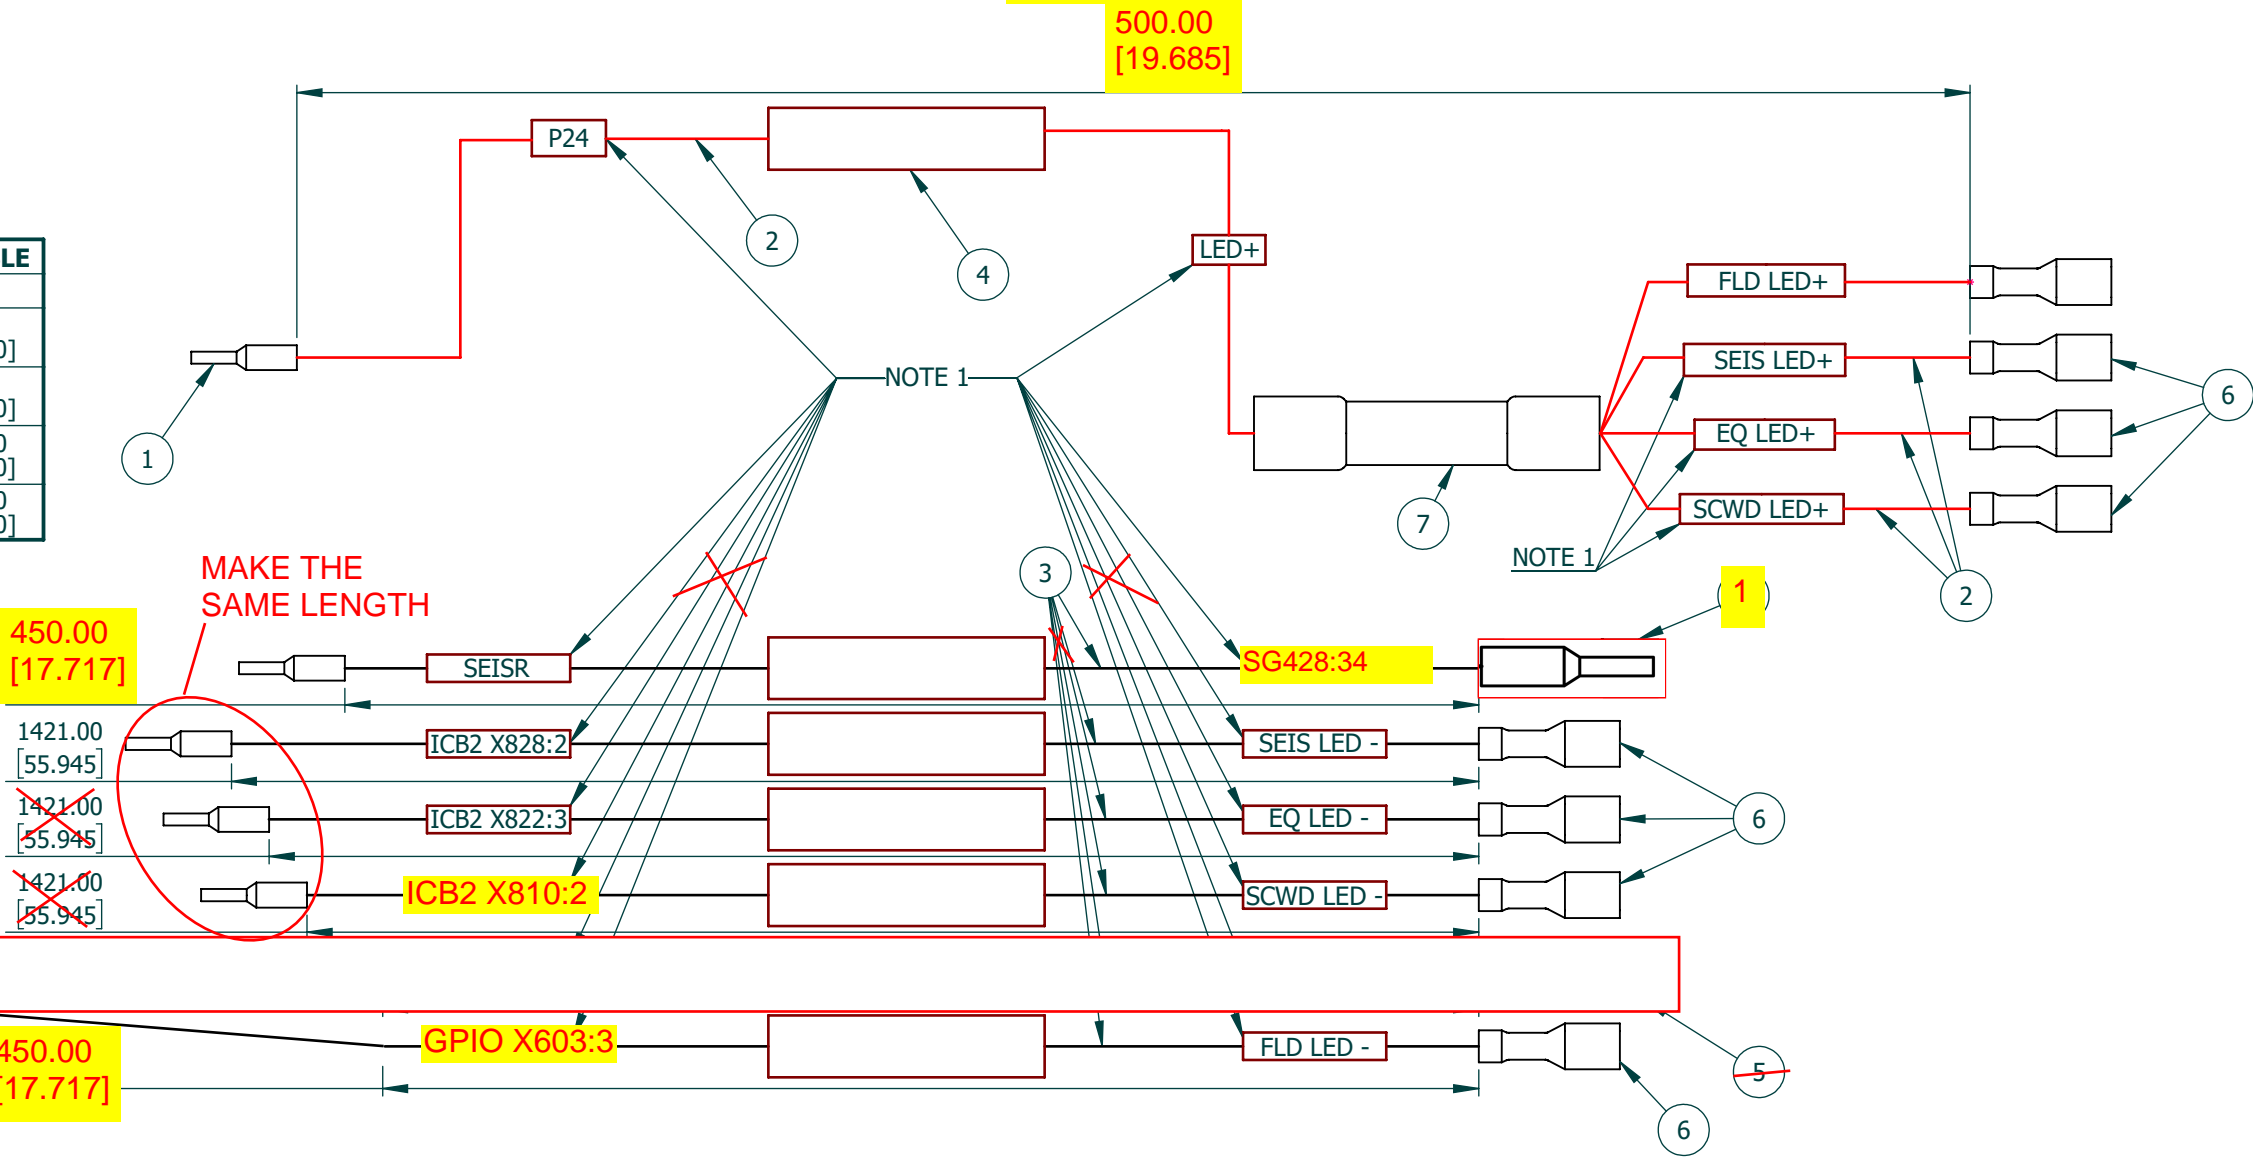 500.00
[19.685]
P24
2
4
LED+
LE
0]
0]
0
0]
0
0]
FLD LED+
SEIS LED+
EQ LED+
SCWD LED+
6
NOTE 1
1
7
NOTE 1
2
MAKE THE
SAME LENGTH
3
1
450.00
[17.717]
SEISR
SG428:34
1421.00
[55.945]
ICB2 X828:2
SEIS LED -
1421.00
[55.945]
ICB2 X822:3
EQ LED -
6
1421.00
[55.945]
ICB2 X810:2
SCWD LED -
450.00
[17.717]
GPIO X603:3
FLD LED -
5
6